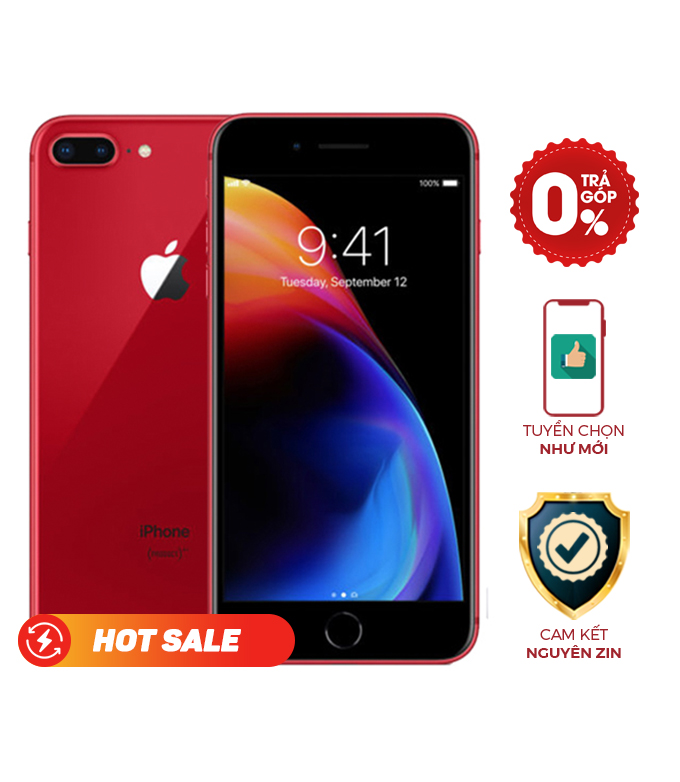 100%
9:41
Tuesday, September 12
iPhone
(PRODUCT)
0%
TRẢ
GÓP
TUYỂN CHỌN
NHƯ MỚI
HOT SALE
CAM KẾT
NGUYÊN ZIN